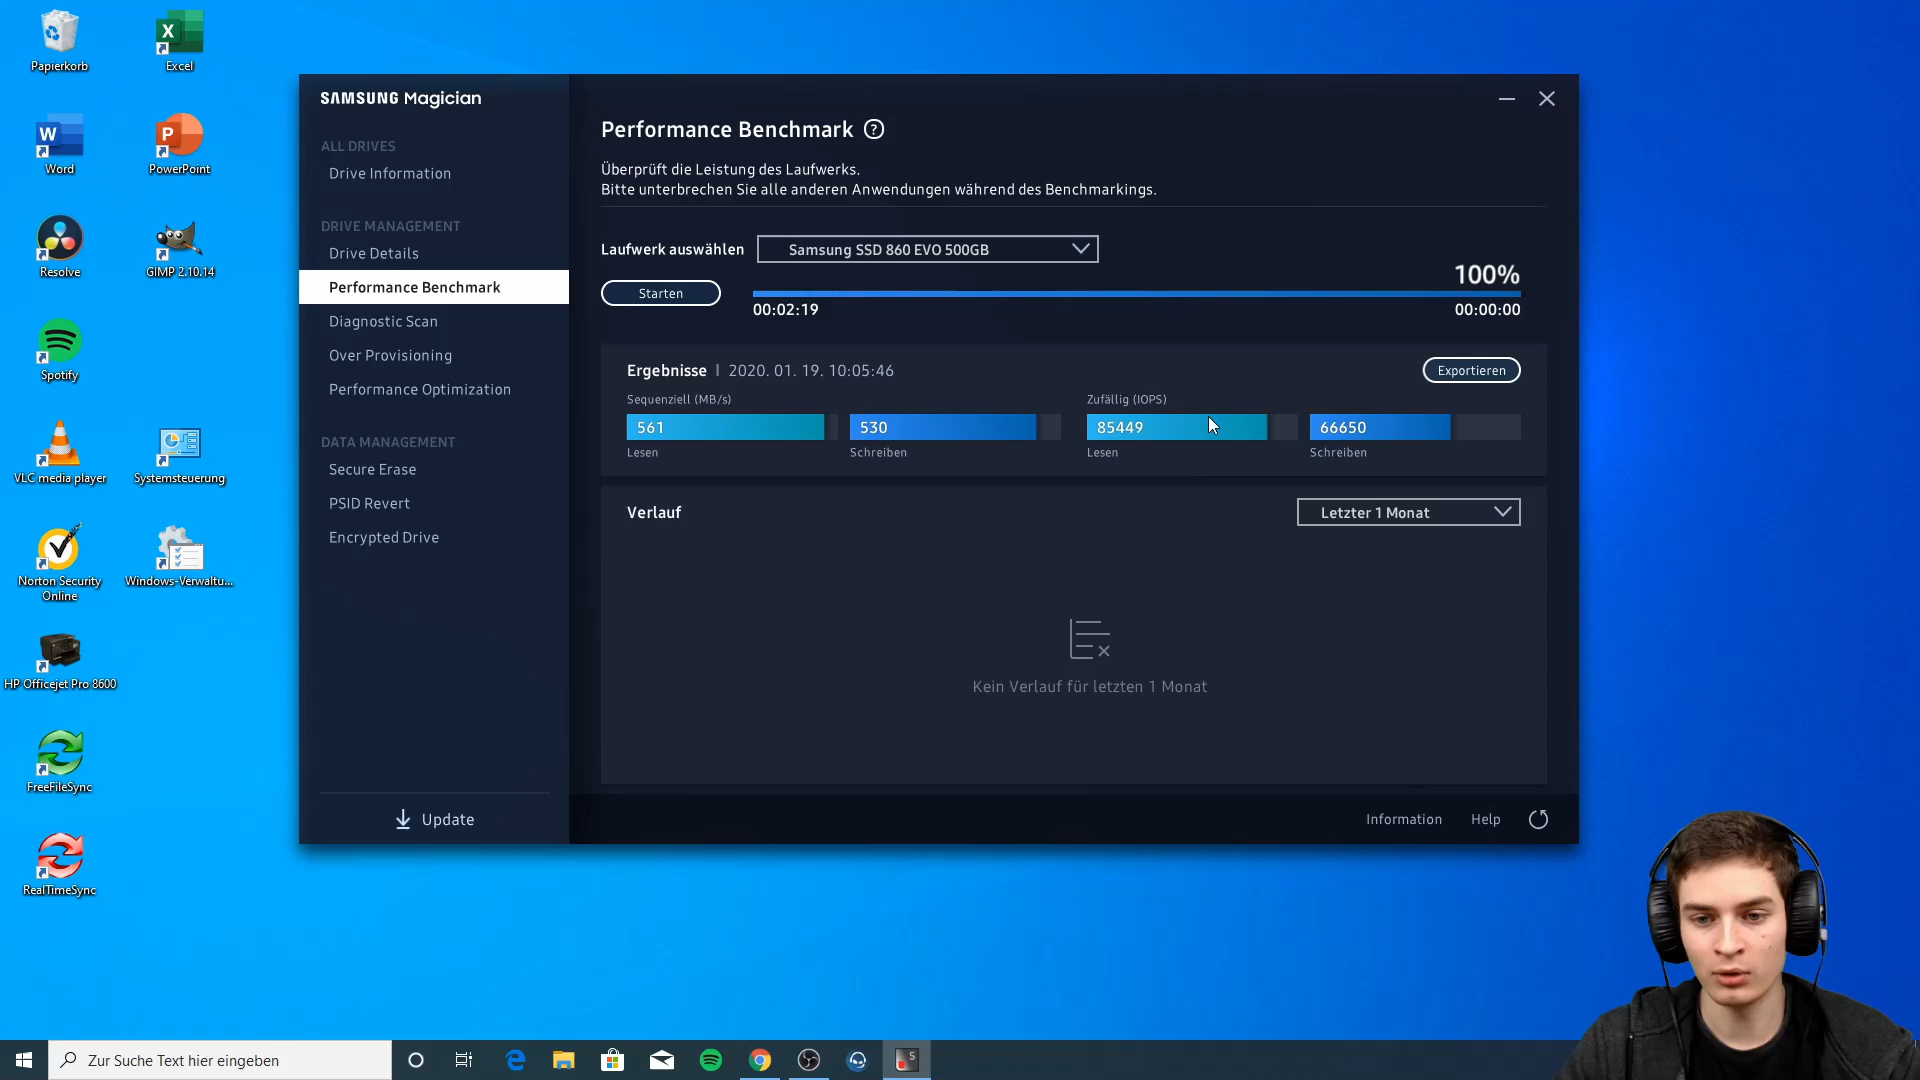 Papierkorb
Excel
Word
PowerPoint
Resolve
GIMP 2.10.14
Spotify
VLC media player
Systemsteuerung
Norton Security
Online
Windows-Verwaltu...
HP Officejet Pro 8600
FreeFileSync
RealTimeSync
SAMSUNG Magician
ALL DRIVES
Drive Information
DRIVE MANAGEMENT
Drive Details
Performance Benchmark
Diagnostic Scan
Over Provisioning
Performance Optimization
DATA MANAGEMENT
Secure Erase
PSID Revert
Encrypted Drive
Update
Performance Benchmark ?
Überprüft die Leistung des Laufwerks.
Bitte unterbrechen Sie alle anderen Anwendungen während des Benchmarkings.
Laufwerk auswählen
Samsung SSD 860 EVO 500GB
Starten
100%
00:02:19
00:00:00
Ergebnisse | 2020. 01. 19. 10:05:46
Exportieren
Sequenziell (MB/s)
561
Lesen
530
Schreiben
Zufällig (IOPS)
85449
Lesen
66650
Schreiben
Verlauf
Letzter 1 Monat
Kein Verlauf für letzten 1 Monat
Information
Help
Zur Suche Text hier eingeben